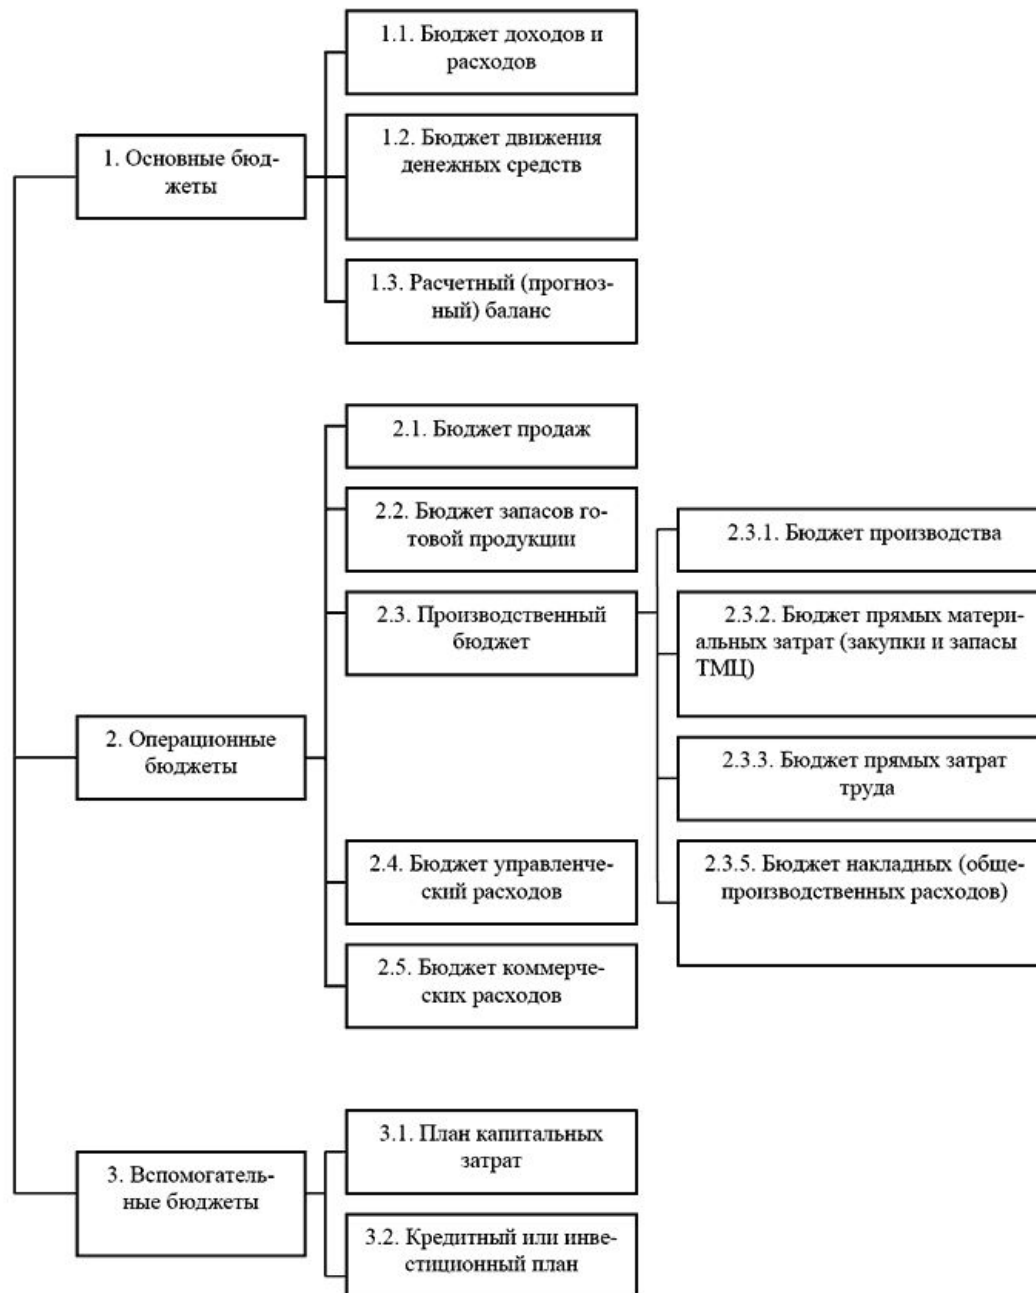 1.1. Бюджет доходов и
расходов
1.2. Бюджет движения
денежных средств
1. Основные бюд-
жеты
1.3. Расчетный (прогноз-
ный) баланс
2.1. Бюджет продаж
2.2. Бюджет запасов го-
товой продукции
2.3. Производственный
бюджет
2.3.1. Бюджет производства
2.3.2. Бюджет прямых матери-
альных затрат (закупки и запасы
ТМЦ)
2. Операционные
бюджеты
2.3.3. Бюджет прямых затрат
труда
2.4. Бюджет управленче-
ский расходов
2.3.5. Бюджет накладных (обще-
производственных расходов)
2.5. Бюджет коммерче-
ских расходов
3.1. План капитальных
затрат
3. Вспомогатель-
ные бюджеты
3.2. Кредитный или инве-
стиционный план